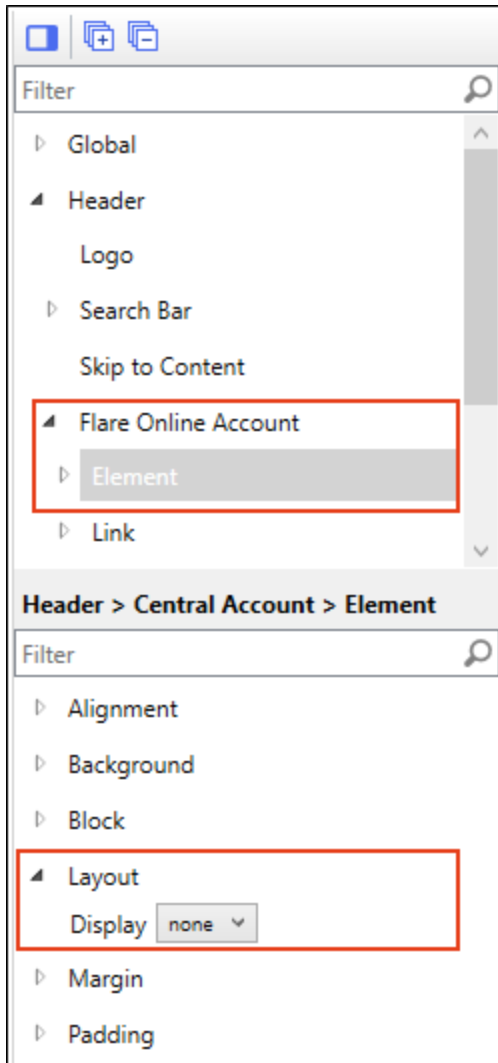 Filter
Global
Header
Logo
Search Bar
Skip to Content
Flare Online Account
Element
Link
Header > Central Account > Element
Filter
Alignment
Background
Block
Layout
Display none
Margin
Padding